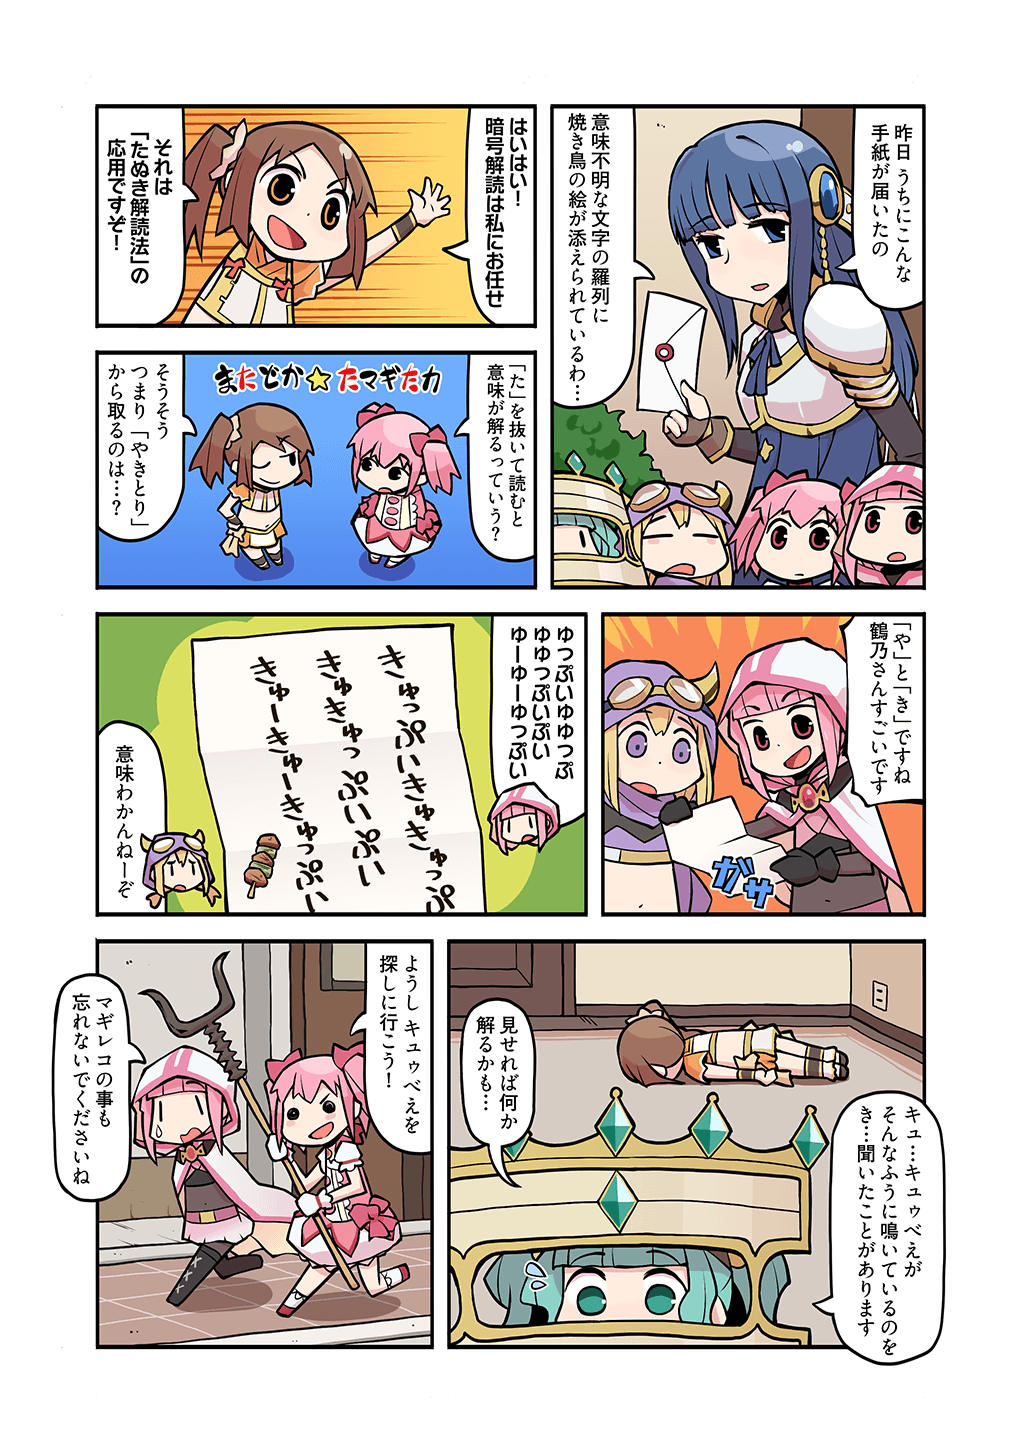 昨日 うちにこんな
手紙が届いたの
意味不明な文字の羅列に
焼き鳥の絵が添えられているわ…
はいはい!
暗号解読は私にお任せ
それは
「たぬき解読法」の
応用ですぞ!
またどか☆たマギたカ
「た」を抜いて読むと
意味が解るっていう?
そうそう
つまり「やきとり」
から取るのは…?
「や」と「き」ですね
鶴乃さんすごいです
ガサ
ゆっぷいゆゆっぷ
ゆゆっぷいぷい
ゆーゆーゆっぷい
きゅっぷいきゅきゅっぷ
きゅきゅっぷいぷい
きゅーきゅーきゅっぷい
意味わかんねーぞ
見せれば何か
解るかも…
キュ…キュゥべえが
そんなふうに鳴いているのを
き…聞いたことがあります
ようし キュゥべえを
探しに行こう!
マギレコの事も
忘れないでくださいね